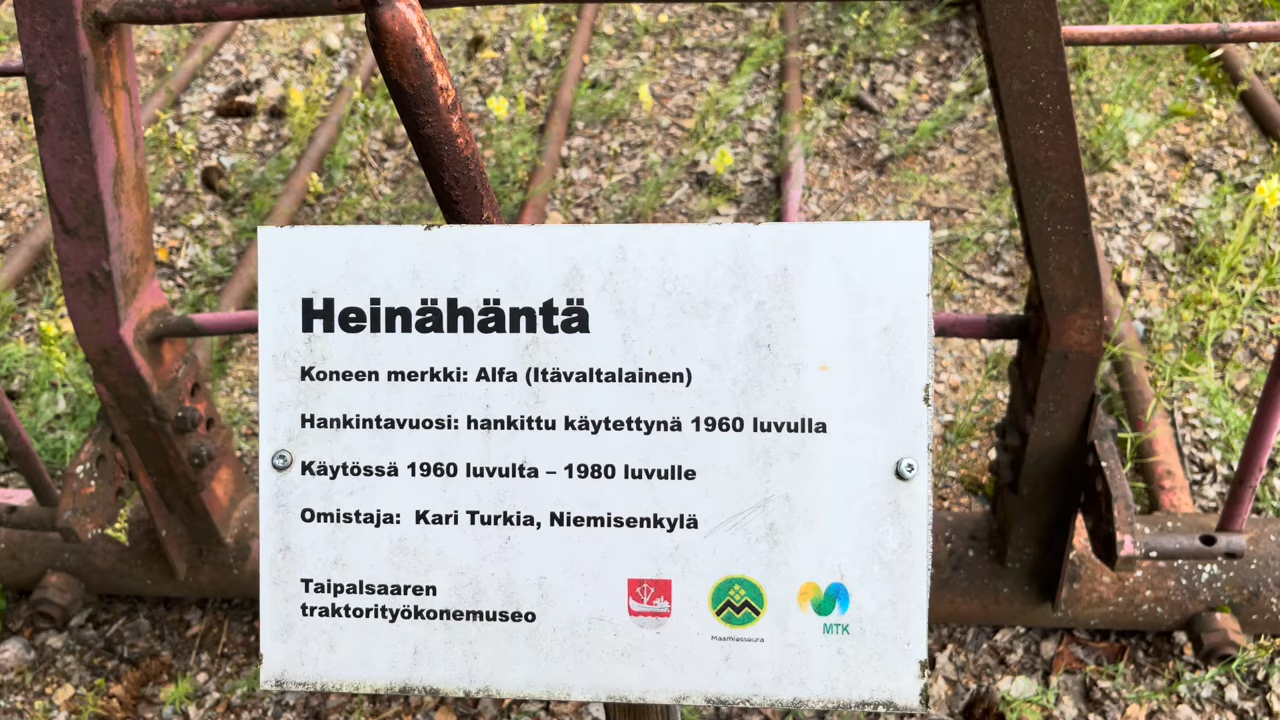 Heinähäntä
Koneen merkki: Alfa (Itävaltalainen)
Hankintavuosi: hankittu käytettynä 1960 luvulla
Käytössä 1960 luvulta – 1980 luvulle
Omistaja: Kari Turkia, Niemisenkylä
Taipalsaaren
traktorityökonemuseo
Maamiesseura
MTK